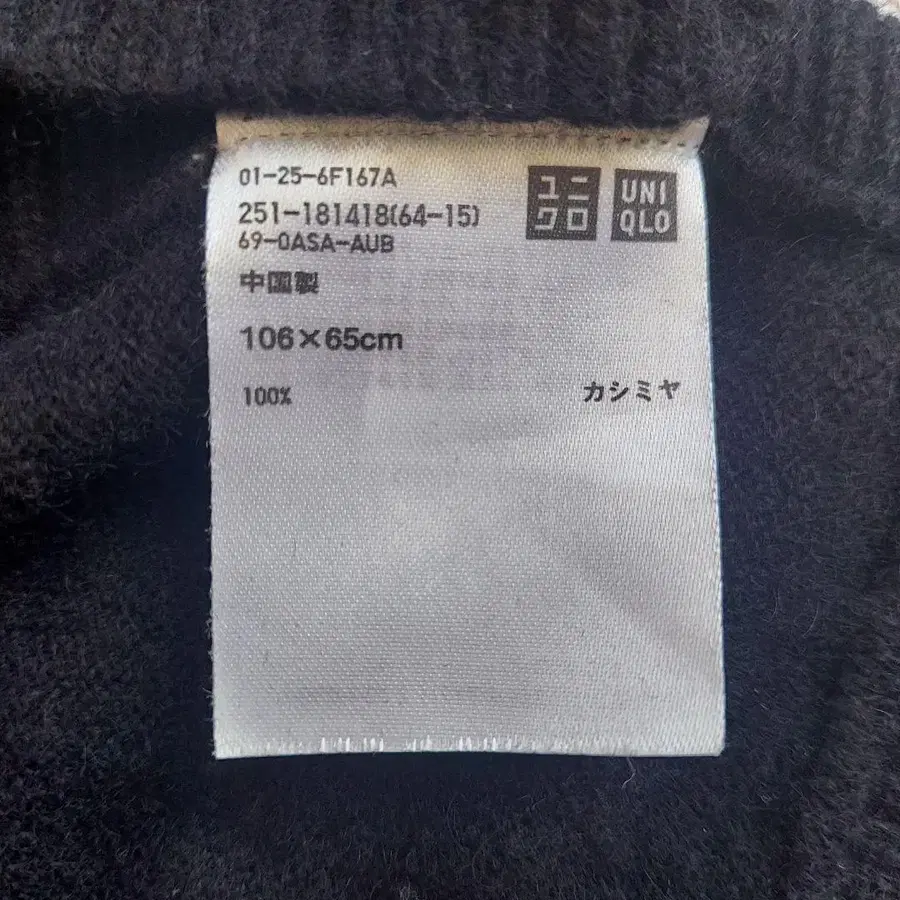 01-25-6F167A
251-181418(64-15)
69-0ASA-AUB
ユニ
クロ
UNI
QLO
中国製
106×65cm
100% カシミヤ